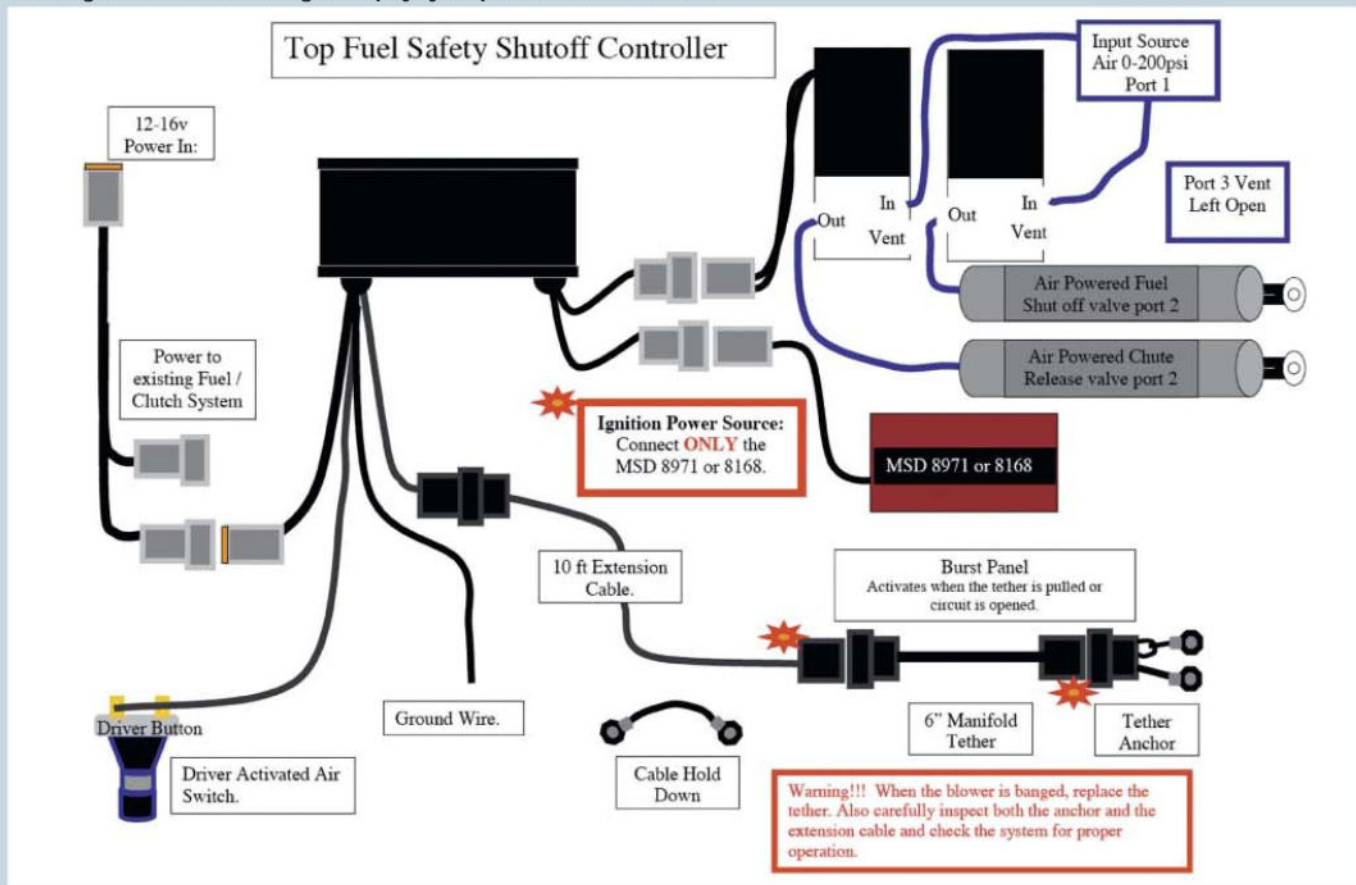 Top Fuel Safety Shutoff Controller
Input Source
Air 0-200psi
Port 1
12-16v
Power In:
Port 3 Vent
Left Open
In
Out
Vent
In
Out
Vent
Air Powered Fuel
Shut off valve port 2
Air Powered Chute
Release valve port 2
Power to
existing Fuel /
Clutch System
Ignition Power Source:
Connect ONLY the
MSD 8971 or 8168.
MSD 8971 or 8168
10 ft Extension
Cable.
Burst Panel
Activates when the tether is pulled or
circuit is opened.
Driver Button
Ground Wire.
6” Manifold
Tether
Tether
Anchor
Driver Activated Air
Switch.
Cable Hold
Down
Warning!!! When the blower is banged, replace the
tether. Also carefully inspect both the anchor and the
extension cable and check the system for proper
operation.